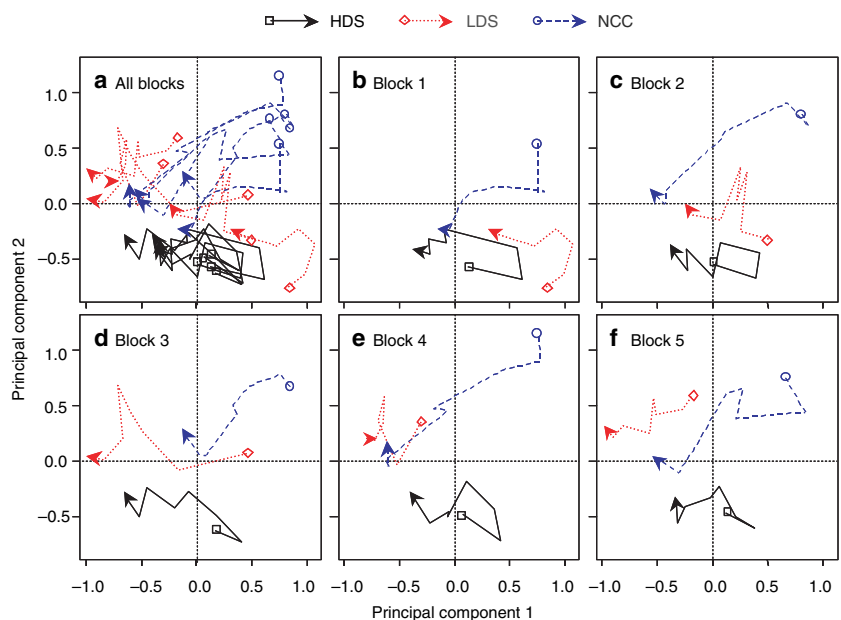 HDS LDS NCC
a All blocks b Block 1 c Block 2
1.0
0.5
0.0
−0.5
d Block 3 e Block 4 f Block 5
1.0
0.5
0.0
−0.5
−1.0 −0.5 0.0 0.5 1.0 −1.0 −0.5 0.0 0.5 1.0 −1.0 −0.5 0.0 0.5 1.0
Principal component 1
Principal component 2